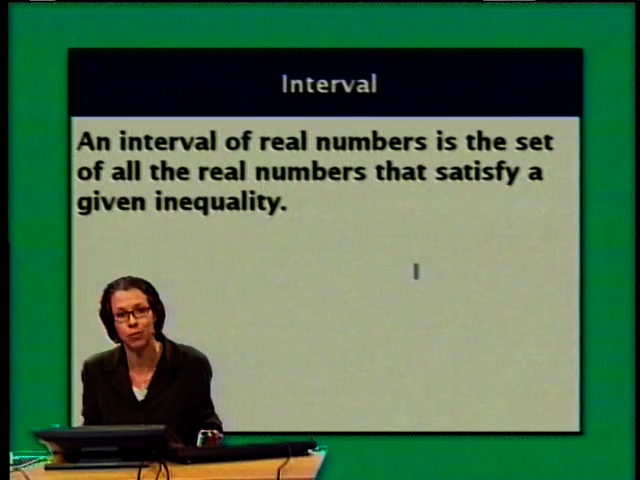 Interval
An interval of real numbers is the set
of all the real numbers that satisfy a
given inequality.